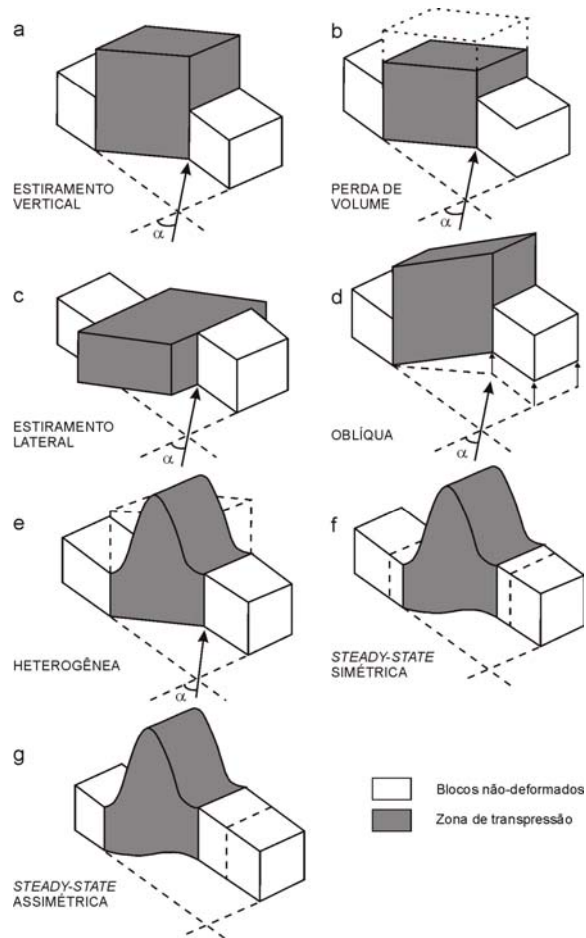 a
ESTIRAMENTO
VERTICAL
α
b
PERDA DE
VOLUME
α
c
ESTIRAMENTO
LATERAL
α
d
OBLÍQUA
α
e
HETEROGÊNEA
α
f
STEADY-STATE
SIMÉTRICA
g
STEADY-STATE
ASSIMÉTRICA
Blocos não-deformados
Zona de transpressão